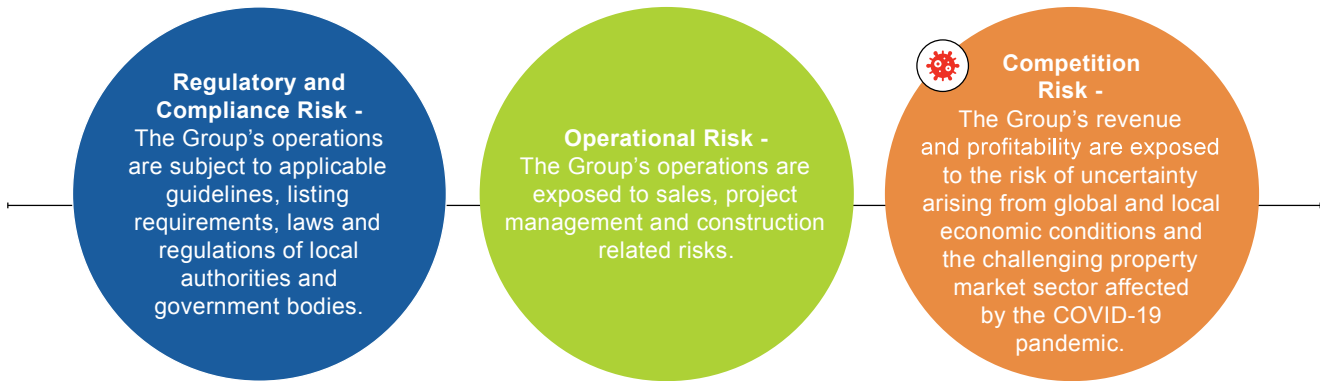 Regulatory and
Compliance Risk -
The Group's operations
are subject to applicable
guidelines, listing
requirements, laws and
regulations of local
authorities and
government bodies.
Operational Risk -
The Group's operations are
exposed to sales, project
management and construction
related risks.
Competition
Risk -
The Group's revenue
and profitability are exposed
to the risk of uncertainty
arising from global and local
economic conditions and
the challenging property
market sector affected
by the COVID-19
pandemic.